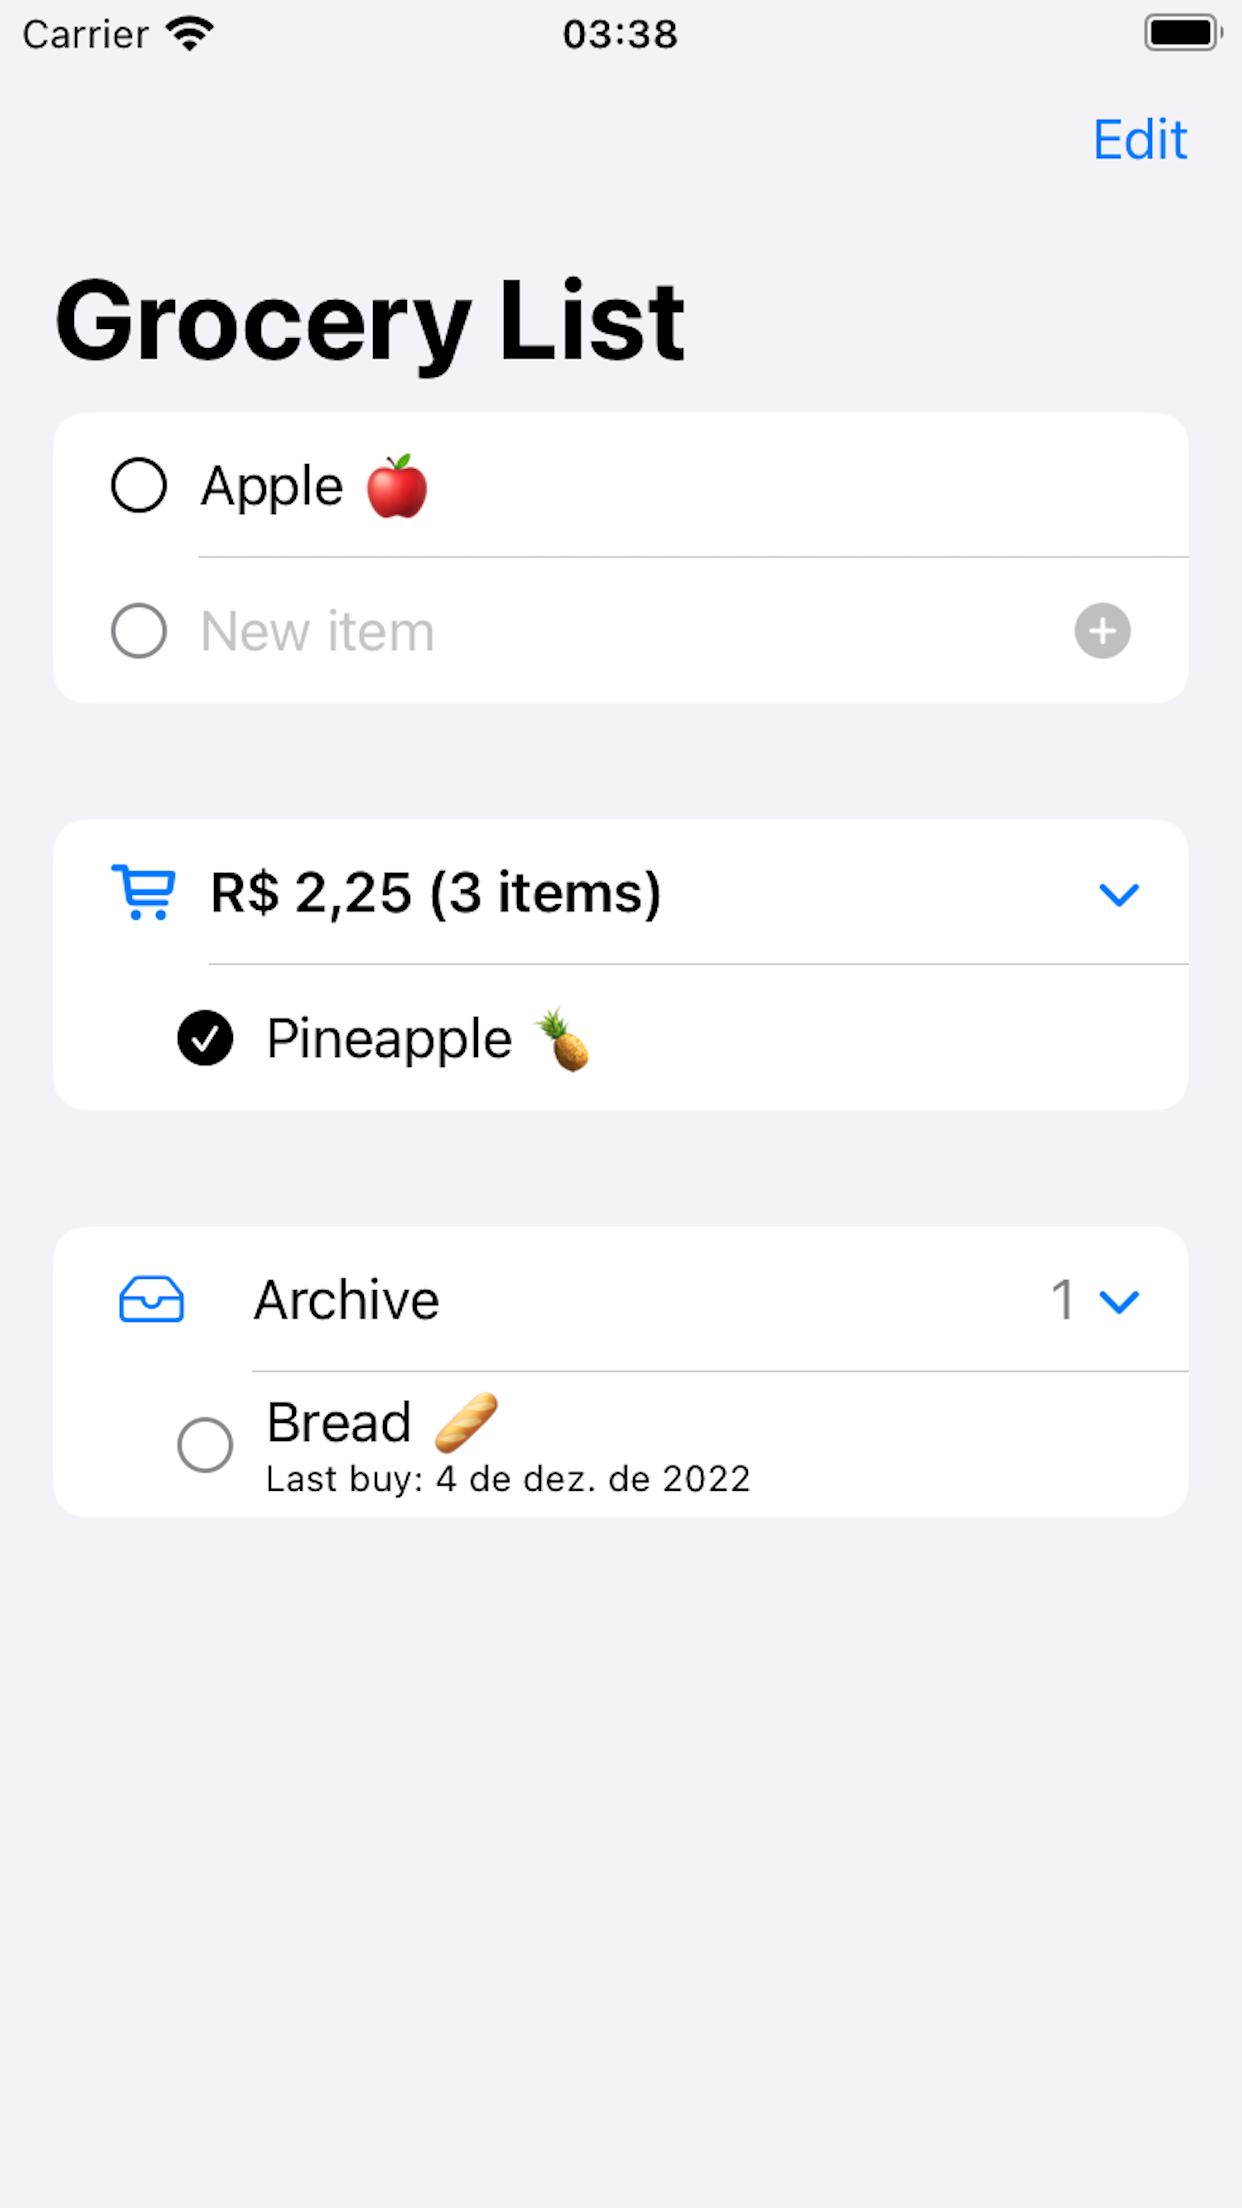 Carrier 03:38
Edit
Grocery List
Apple 🍎
New item
R$ 2,25 (3 items)
Pineapple 🍍
Archive 1
Bread 🥖
Last buy: 4 de dez. de 2022